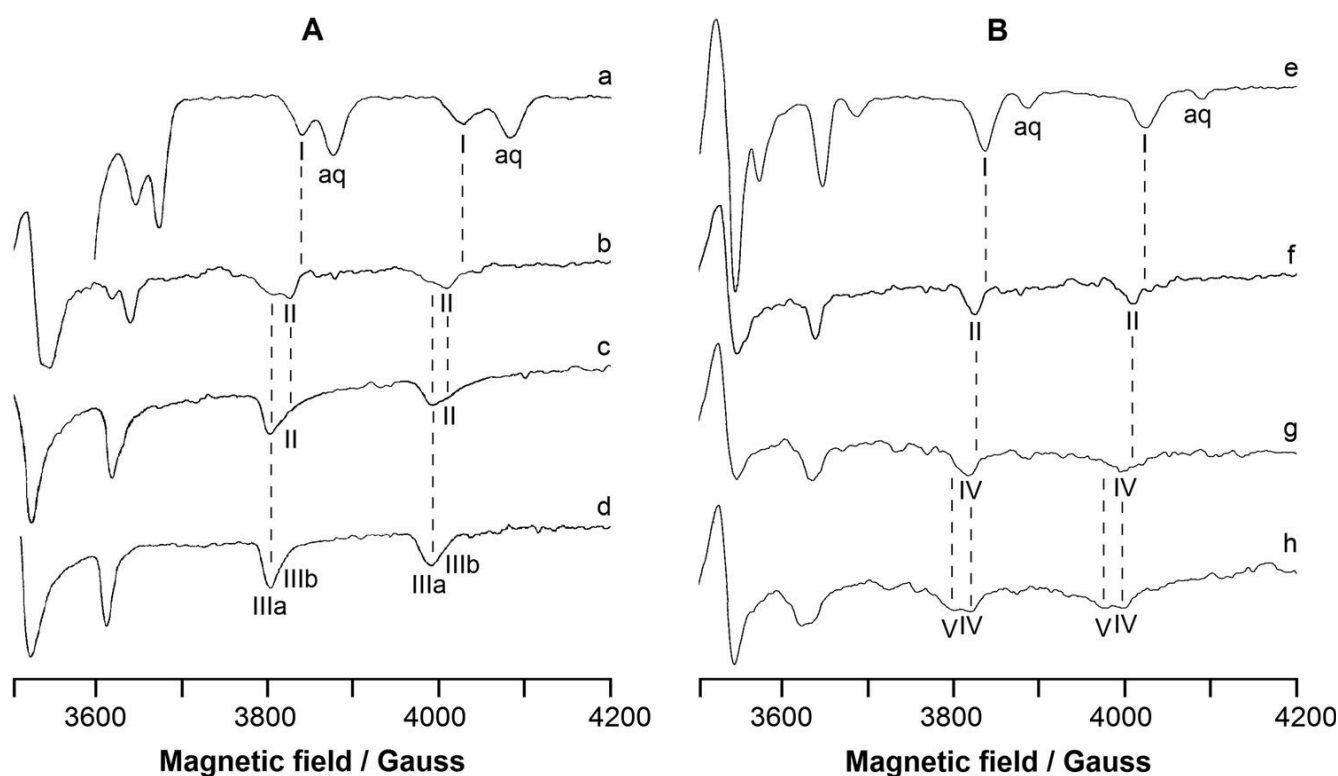 A
B
a
I
aq
I
aq
b
II
II
c
II
II
d
IIIa
IIIb
IIIa
IIIb
3600
3800
4000
4200
Magnetic field / Gauss
e
I
aq
I
aq
f
II
II
g
IV
IV
h
V
IV
V
IV
3600
3800
4000
4200
Magnetic field / Gauss